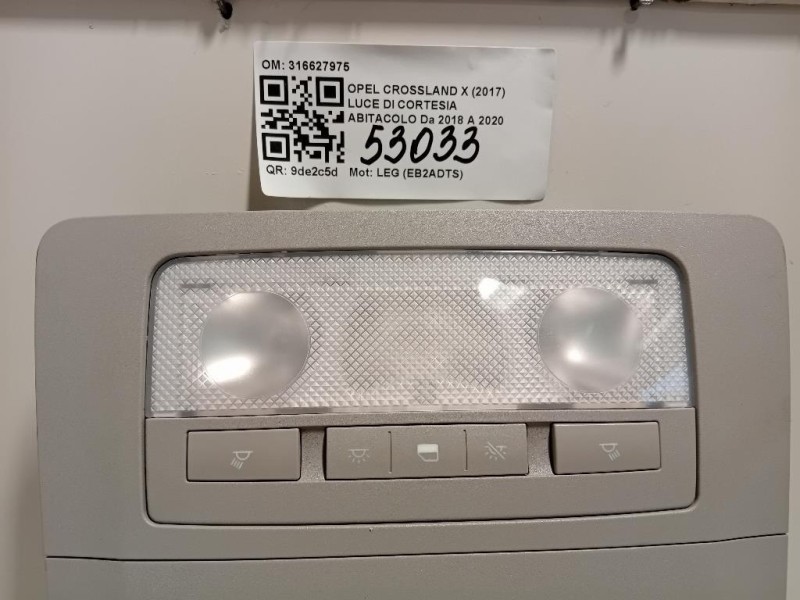 OM: 316627975
OPEL CROSSLAND X (2017)
LUCE DI CORTESIA
ABITACOLO Da 2018 A 2020
53033
QR: 9de2c5d Mot: LEG (EB2ADTS)